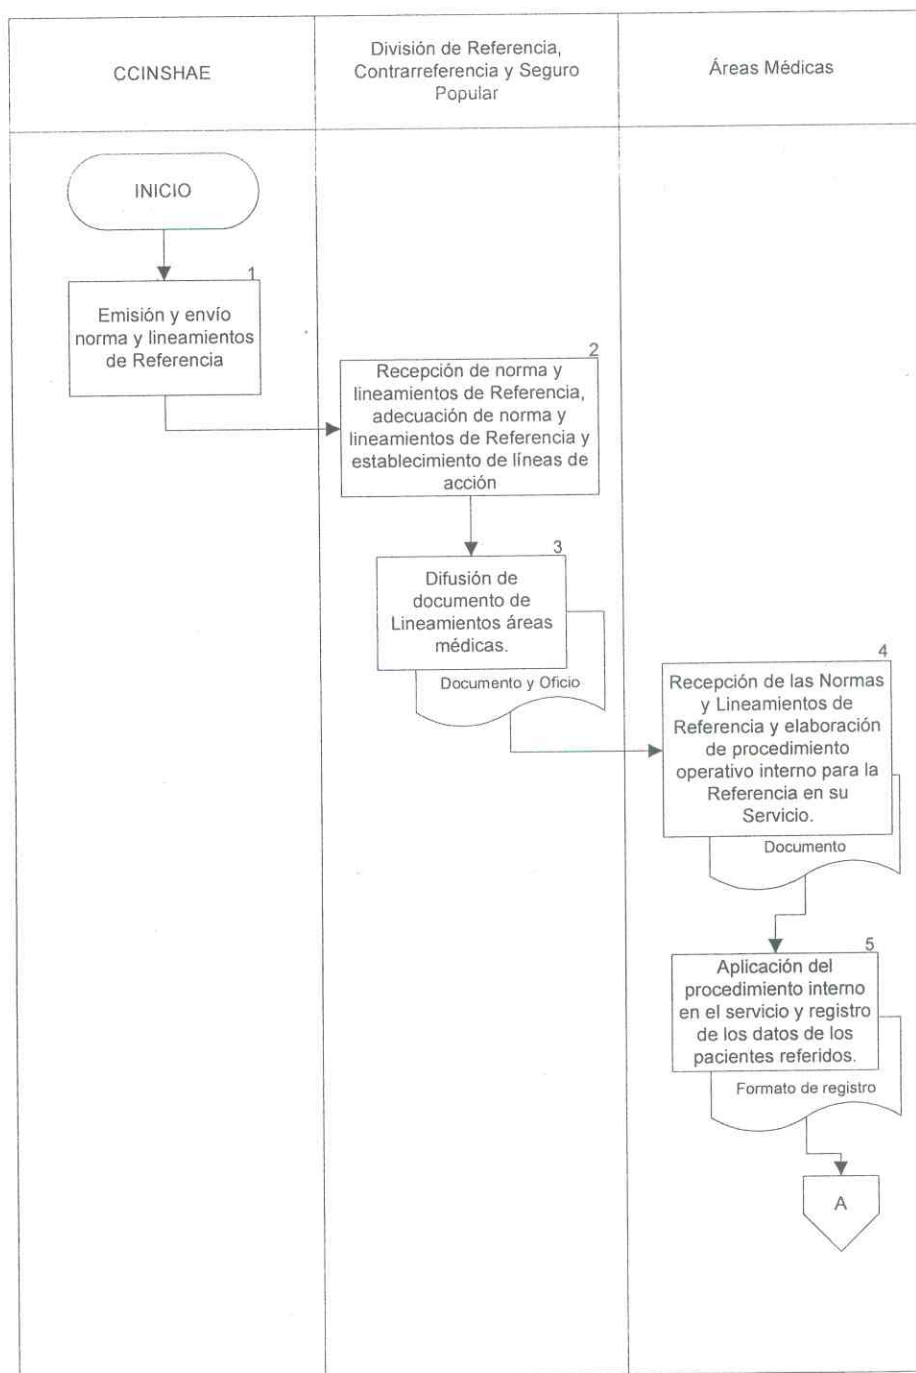 CCINSHAE
División de Referencia,
Contrarreferencia y Seguro
Popular
Áreas Médicas
INICIO
1
Emisión y envío
norma y lineamientos
de Referencia
2
Recepción de norma y
lineamientos de Referencia,
adecuación de norma y
lineamientos de Referencia y
establecimiento de líneas de
acción
3
Difusión de
documento de
Lineamientos áreas
médicas.
Documento y Oficio
4
Recepción de las Normas
y Lineamientos de
Referencia y elaboración
de procedimiento
operativo interno para la
Referencia en su
Servicio.
Documento
5
Aplicación del
procedimiento interno
en el servicio y registro
de los datos de los
pacientes referidos.
Formato de registro
A